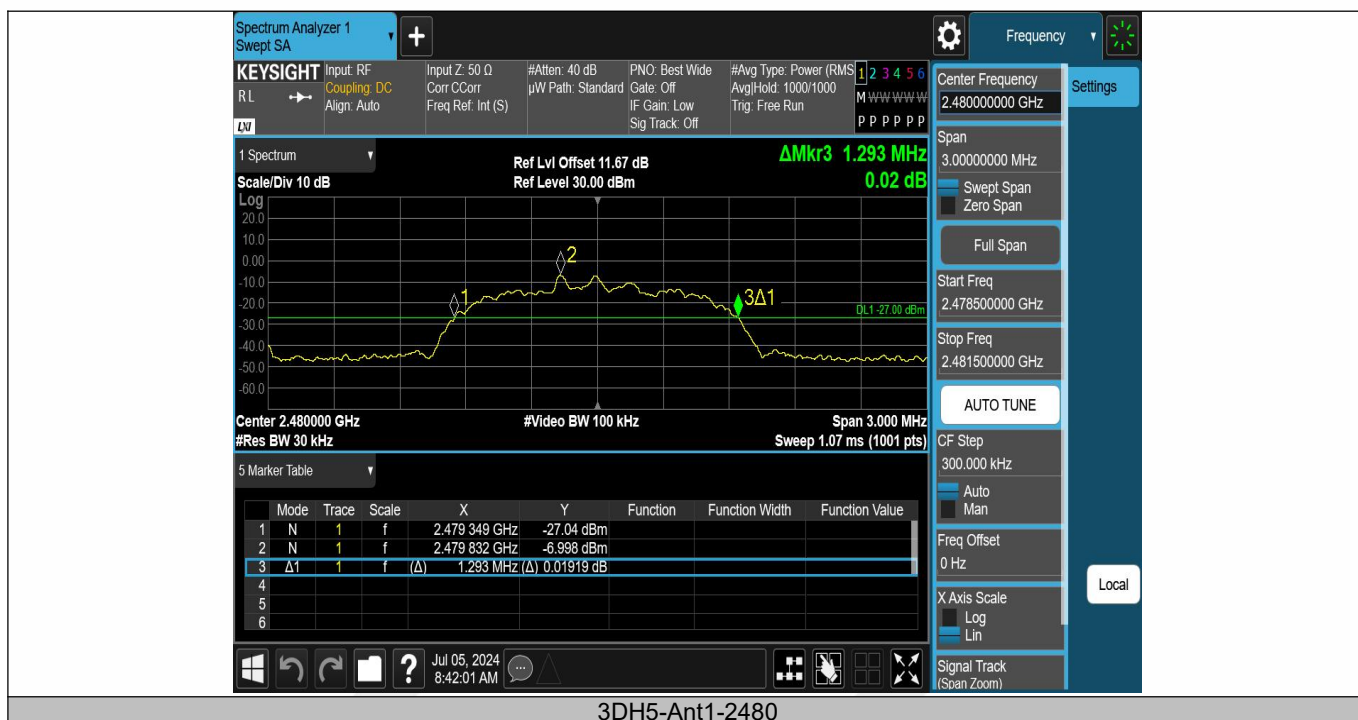 Spectrum Analyzer 1
Swept SA
+
Frequency
KEYSIGHT
R L
LXI
Input: RF
Coupling: DC
Align: Auto
Input Z: 50 Ω
Corr CCorr
Freq Ref: Int (S)
#Atten: 40 dB
µW Path: Standard
PNO: Best Wide
Gate: Off
IF Gain: Low
Sig Track: Off
#Avg Type: Power (RMS
Avg|Hold: 1000/1000
Trig: Free Run
1 2 3 4 5 6
M W W W W W
P P P P P P
1 Spectrum
Scale/Div 10 dB
Ref Lvl Offset 11.67 dB
Ref Level 30.00 dBm
ΔMkr3 1.293 MHz
0.02 dB
Log
20.0
10.0
0.00
-10.0
-20.0
-30.0
-40.0
-50.0
-60.0
1
2
3Δ1
DL1 -27.00 dBm
Center 2.480000 GHz
#Video BW 100 kHz
Span 3.000 MHz
#Res BW 30 kHz
Sweep 1.07 ms (1001 pts)
5 Marker Table
Mode Trace Scale X Y Function Function Width Function Value
1 N 1 f 2.479 349 GHz -27.04 dBm
2 N 1 f 2.479 832 GHz -6.998 dBm
3 Δ1 1 f (Δ) 1.293 MHz (Δ) 0.01919 dB
4
5
6
?
Jul 05, 2024
8:42:01 AM
Center Frequency
2.480000000 GHz
Settings
Span
3.00000000 MHz
Swept Span
Zero Span
Full Span
Start Freq
2.478500000 GHz
Stop Freq
2.481500000 GHz
AUTO TUNE
CF Step
300.000 kHz
Auto
Man
Freq Offset
0 Hz
Local
X Axis Scale
Log
Lin
Signal Track
(Span Zoom)
3DH5-Ant1-2480